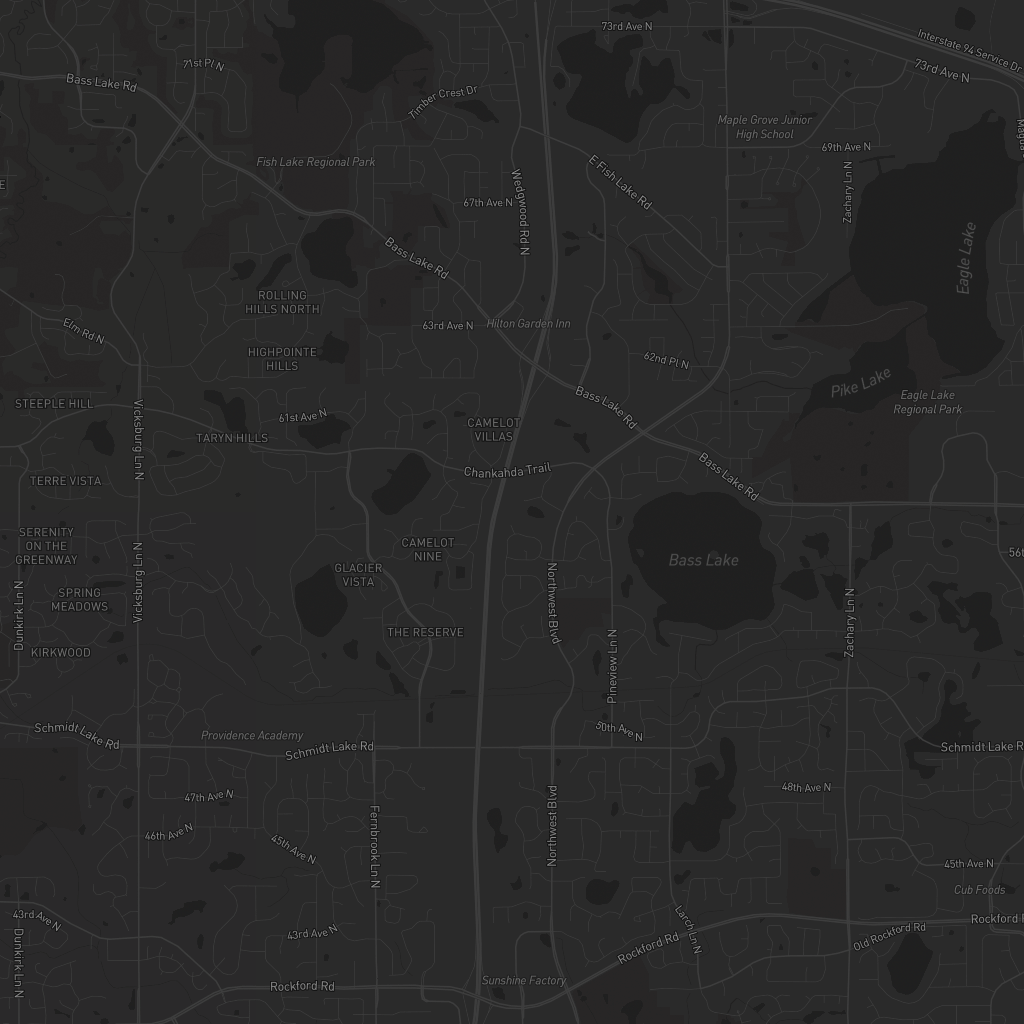 73rd Ave N
Interstate 94 Service Dr
73rd Ave N
71st Pl N
Bass Lake Rd
Timber Crest Dr
Maple Grove Junior
High School
69th Ave N
Fish Lake Regional Park
E Fish Lake Rd
Zachary Ln N
67th Ave N
Wedgwood Rd N
Eagle Lake
Bass Lake Rd
ROLLING
HILLS NORTH
63rd Ave N
Hilton Garden Inn
Elm Rd N
HIGHPOINTE
HILLS
62nd Pl N
Pike Lake
Eagle Lake
Regional Park
STEEPLE HILL
Vicksburg Ln N
61st Ave N
Bass Lake Rd
TARYN HILLS
CAMELOT
VILLAS
Chankahda Trail
Bass Lake Rd
TERRE VISTA
SERENITY
ON THE
GREENWAY
CAMELOT
NINE
Bass Lake
56t
Vicksburg Ln N
GLACIER
VISTA
Northwest Blvd
SPRING
MEADOWS
Dunkirk Ln N
Zachary Ln N
THE RESERVE
KIRKWOOD
Pineview Ln N
Schmidt Lake Rd
Providence Academy
Schmidt Lake Rd
50th Ave N
Schmidt Lake R
48th Ave N
47th Ave N
Northwest Blvd
46th Ave N
45th Ave N
Fernbrook Ln N
45th Ave N
Cub Foods
43rd Ave N
43rd Ave N
Larch Ln N
Rockford Rd
Old Rockford Rd
Rockford R
Dunkirk Ln N
Rockford Rd
Sunshine Factory